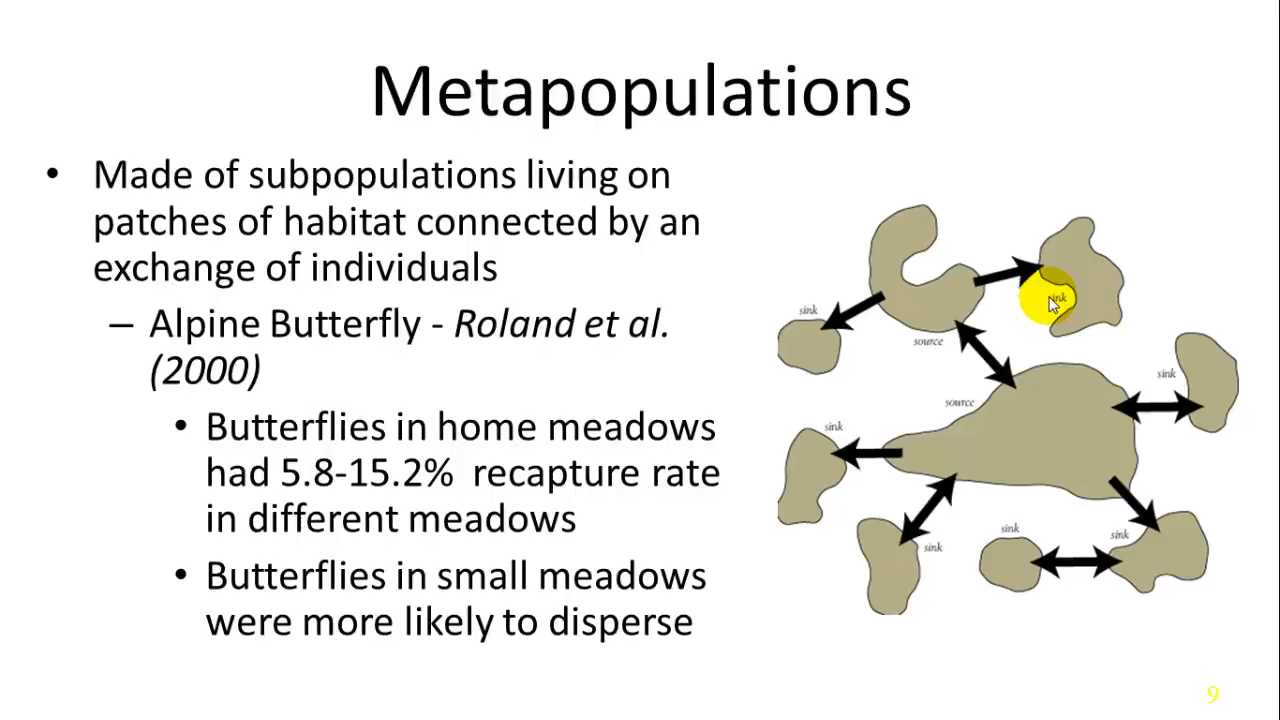 Metapopulations
• Made of subpopulations living on
patches of habitat connected by an
exchange of individuals
– Alpine Butterfly - Roland et al.
(2000)
• Butterflies in home meadows
had 5.8-15.2%  recapture rate
in different meadows
• Butterflies in small meadows
were more likely to disperse
sink
sink
source
sink
source
sink
sink
sink
sink
9